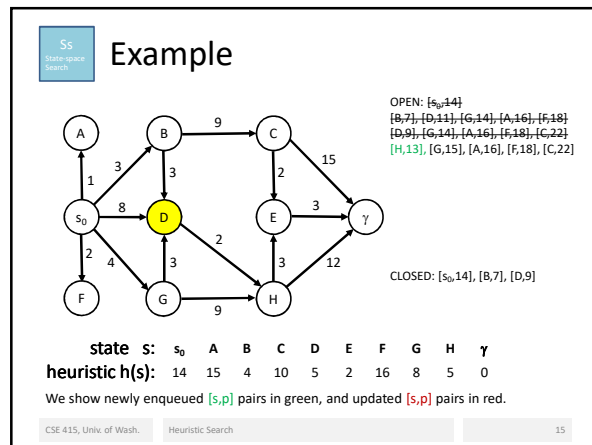 Ss
State-space
Search
Example
OPEN: [s₀,14]
[B,7], [D,11], [G,14], [A,16], [F,18]
[D,9], [G,14], [A,16], [F,18], [C,22]
[H,13], [G,15], [A,16], [F,18], [C,22]
9
A
B
C
3
15
1
3
2
8
2
3
s₀
D
E
γ
2
4
3
3
12
CLOSED: [s₀,14], [B,7], [D,9]
F
G
H
9
state s: s₀ A B C D E F G H γ
heuristic h(s): 14 15 4 10 5 2 16 8 5 0
We show newly enqueued [s,p] pairs in green, and updated [s,p] pairs in red.
CSE 415, Univ. of Wash. Heuristic Search 15